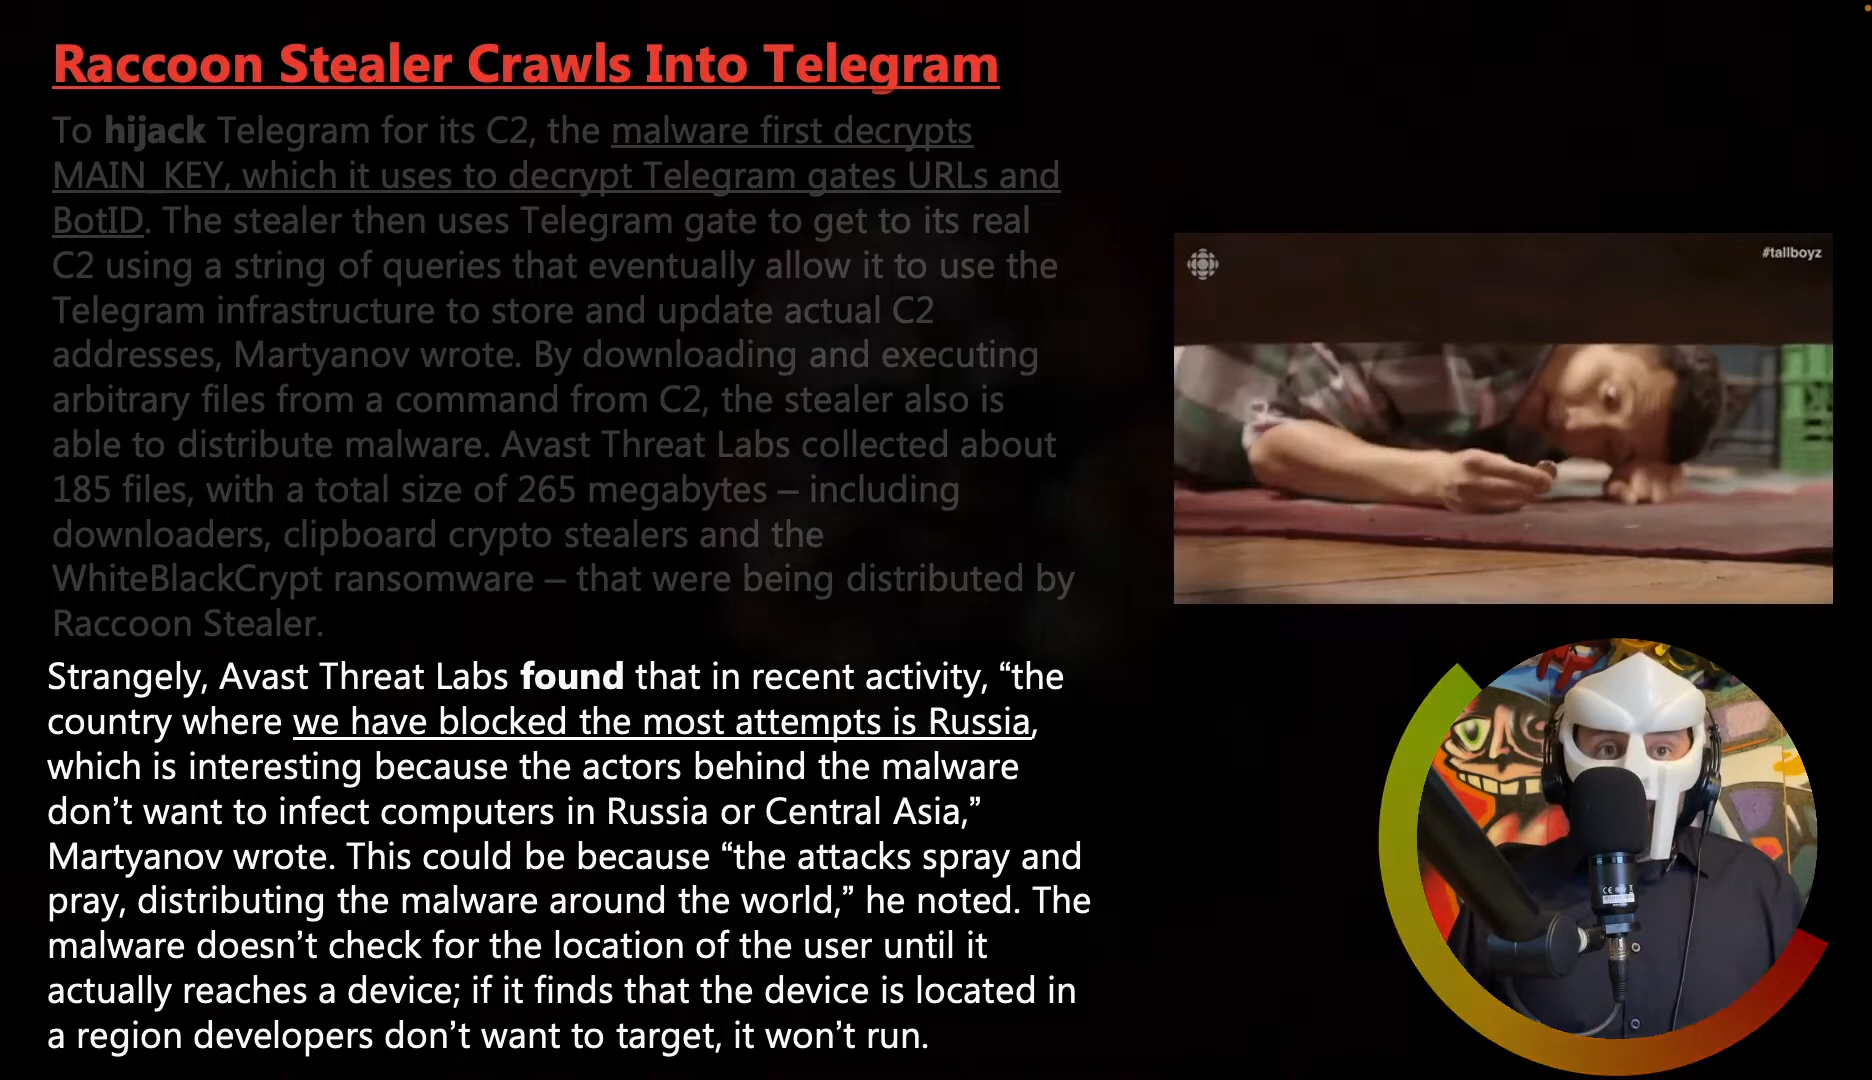 Raccoon Stealer Crawls Into Telegram
To hijack Telegram for its C2, the malware first decrypts
MAIN_KEY, which it uses to decrypt Telegram gates URLs and
BotID. The stealer then uses Telegram gate to get to its real
C2 using a string of queries that eventually allow it to use the
Telegram infrastructure to store and update actual C2
addresses, Martyanov wrote. By downloading and executing
arbitrary files from a command from C2, the stealer also is
able to distribute malware. Avast Threat Labs collected about
185 files, with a total size of 265 megabytes – including
downloaders, clipboard crypto stealers and the
WhiteBlackCrypt ransomware – that were being distributed by
Raccoon Stealer.
Strangely, Avast Threat Labs found that in recent activity, “the
country where we have blocked the most attempts is Russia,
which is interesting because the actors behind the malware
don’t want to infect computers in Russia or Central Asia,”
Martyanov wrote. This could be because “the attacks spray and
pray, distributing the malware around the world,” he noted. The
malware doesn’t check for the location of the user until it
actually reaches a device; if it finds that the device is located in
a region developers don’t want to target, it won’t run.
#tallboyz